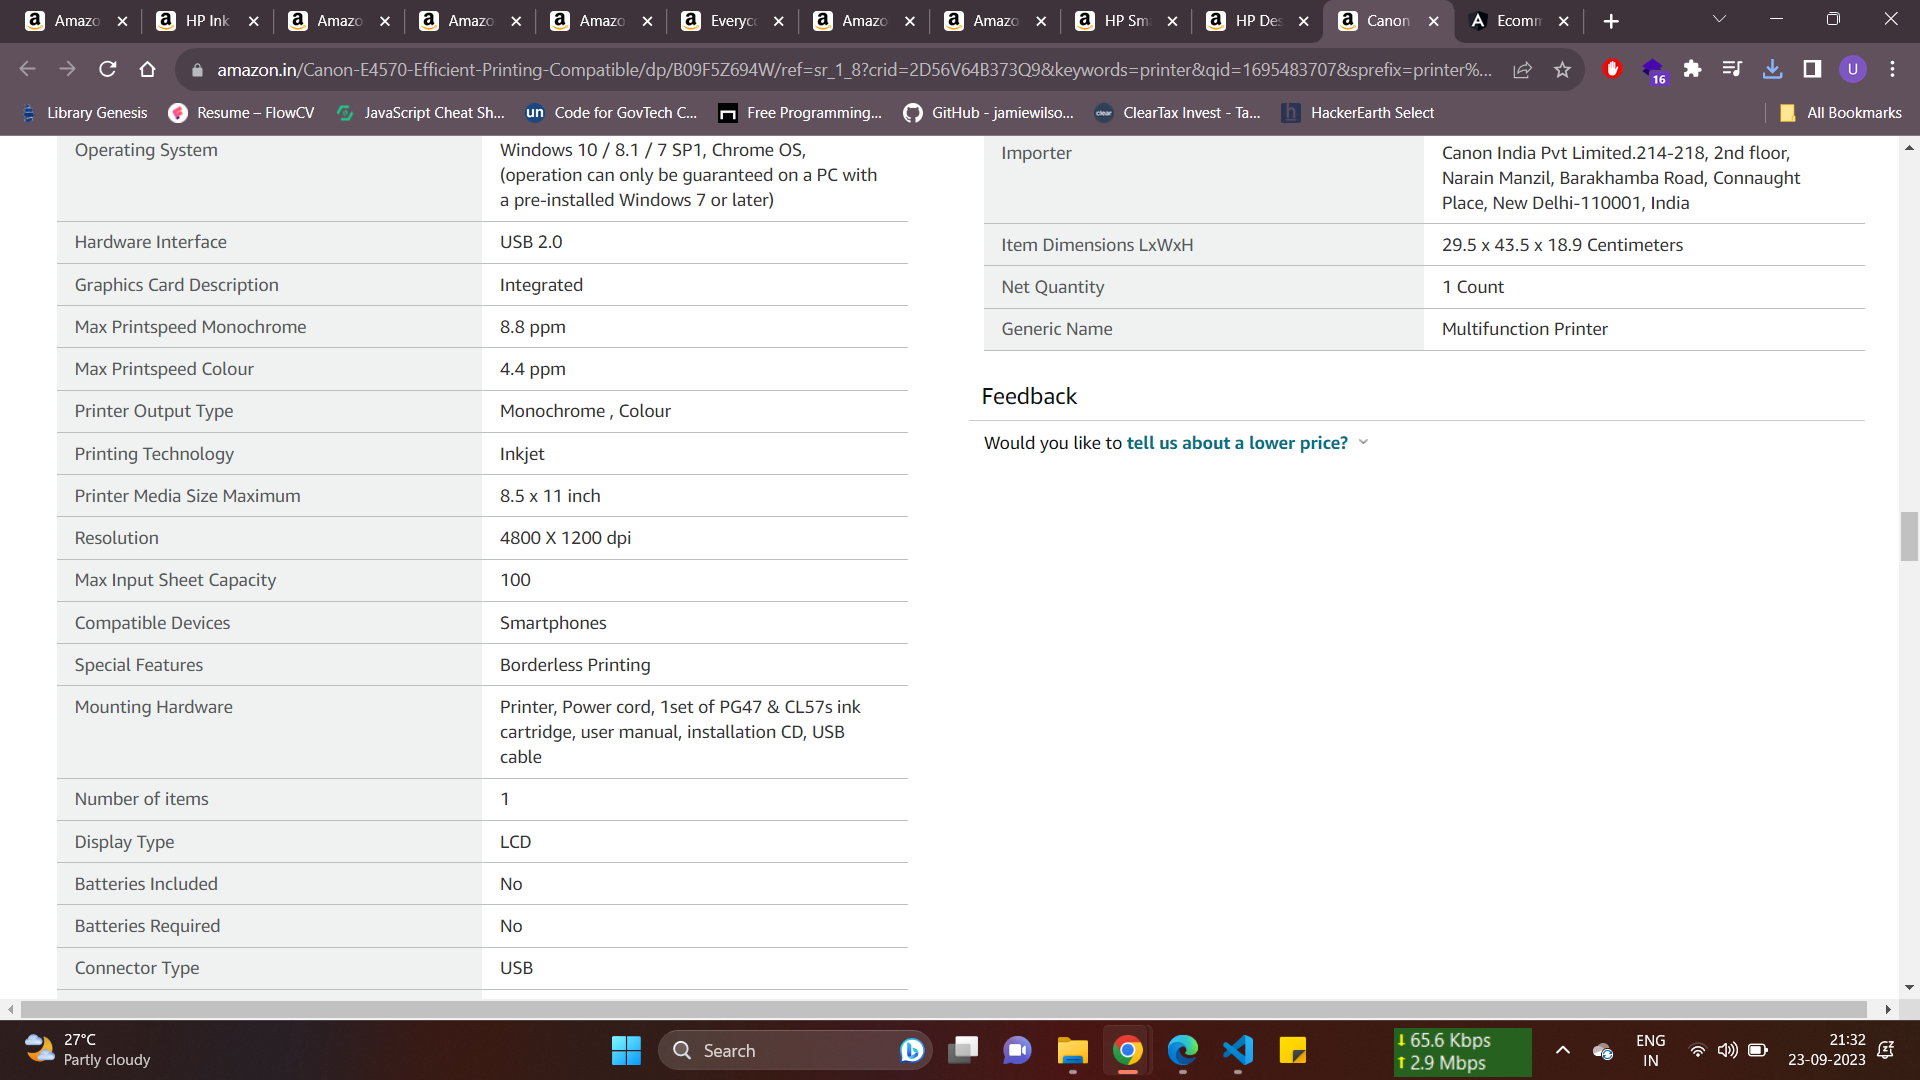 Amazo
HP Ink
Amazo
Amazo
Amazo
Everyc
Amazo
Amazo
HP Sm
HP Des
Canon
Ecomm
amazon.in/Canon-E4570-Efficient-Printing-Compatible/dp/B09F5Z694W/ref=sr_1_8?crid=2D56V64B373Q9&keywords=printer&qid=1695483707&sprefix=printer%...
16
U
Library Genesis
Resume – FlowCV
JavaScript Cheat Sh...
un Code for GovTech C...
Free Programming...
GitHub - jamiewilso...
clear ClearTax Invest - Ta...
h HackerEarth Select
All Bookmarks
Operating System
Windows 10 / 8.1 / 7 SP1, Chrome OS,
(operation can only be guaranteed on a PC with
a pre-installed Windows 7 or later)
Hardware Interface
USB 2.0
Graphics Card Description
Integrated
Max Printspeed Monochrome
8.8 ppm
Max Printspeed Colour
4.4 ppm
Printer Output Type
Monochrome , Colour
Printing Technology
Inkjet
Printer Media Size Maximum
8.5 x 11 inch
Resolution
4800 X 1200 dpi
Max Input Sheet Capacity
100
Compatible Devices
Smartphones
Special Features
Borderless Printing
Mounting Hardware
Printer, Power cord, 1set of PG47 & CL57s ink
cartridge, user manual, installation CD, USB
cable
Number of items
1
Display Type
LCD
Batteries Included
No
Batteries Required
No
Connector Type
USB
Importer
Canon India Pvt Limited.214-218, 2nd floor,
Narain Manzil, Barakhamba Road, Connaught
Place, New Delhi-110001, India
Item Dimensions LxWxH
29.5 x 43.5 x 18.9 Centimeters
Net Quantity
1 Count
Generic Name
Multifunction Printer
Feedback
Would you like to tell us about a lower price?
27°C
Partly cloudy
Search
65.6 Kbps
2.9 Mbps
ENG
IN
21:32
23-09-2023